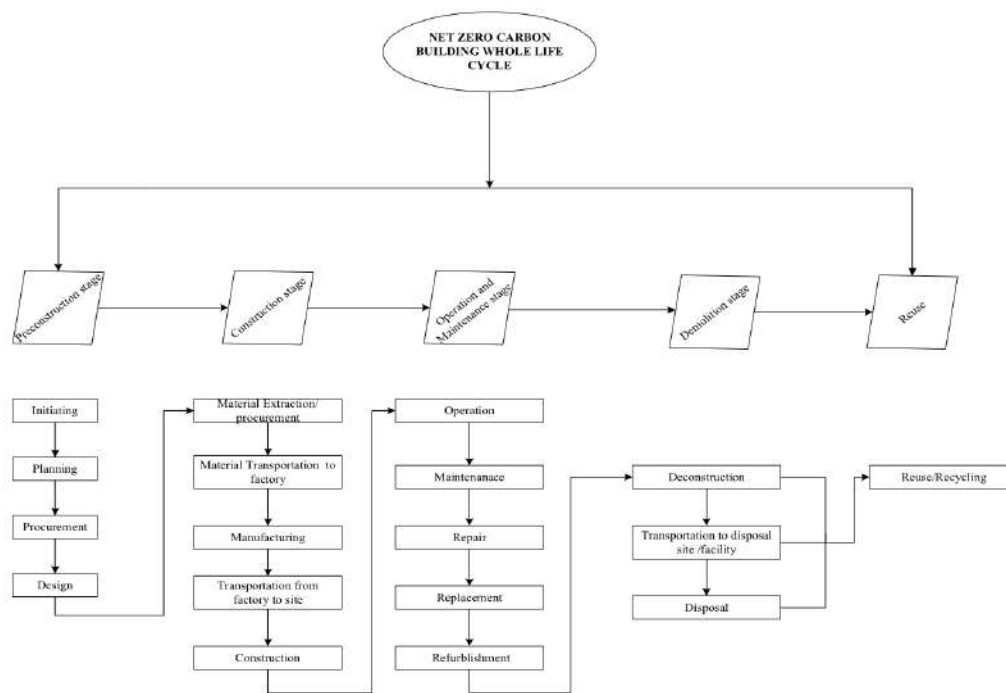 NET ZERO CARBON
BUILDING WHOLE LIFE
CYCLE
Preconstruction stage
Construction stage
Operation and
Maintenance stage
Demolition stage
Reuse
Initiating
Planning
Procurement
Design
Material Extraction/
procurement
Material Transportation to
factory
Manufacturing
Transportation from
factory to site
Construction
Operation
Maintenanace
Repair
Replacement
Refurblishment
Deconstruction
Transportation to disposal
site /facility
Disposal
Reuse/Recycling